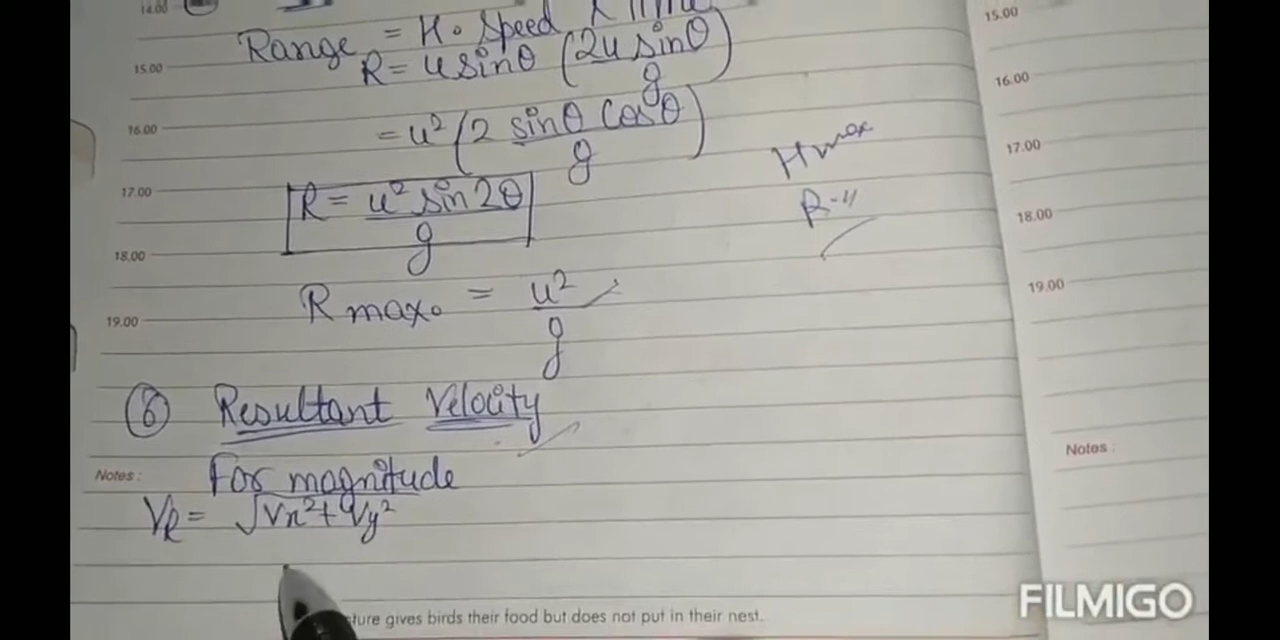 14.00
Range = H. Speed x Time
15.00
R = usinθ (2u sinθ / g)
16.00
= u² (2 sinθ cosθ / g)
17.00
R = u² sin2θ / g
18.00
Hmax
R-11
R max. = u² / g
19.00
6 Resultant Velocity
Notes :
For magnitude
VR = √Vx²+Vy²
ture gives birds their food but does not put in their nest.
15.00
16.00
17.00
18.00
19.00
Notes :
FILMIGO